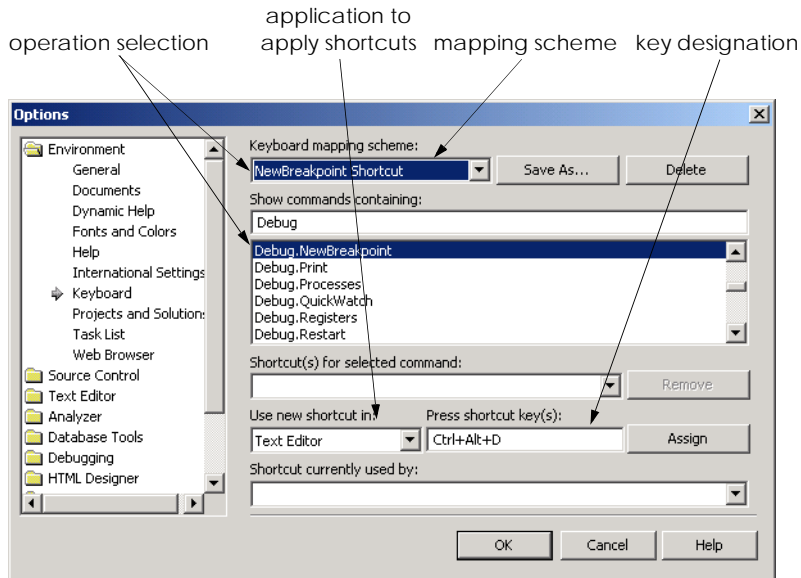 application to
operation selection apply shortcuts mapping scheme key designation
Options
Environment
General
Documents
Dynamic Help
Fonts and Colors
Help
International Settings
Keyboard
Projects and Solution
Task List
Web Browser
Source Control
Text Editor
Analyzer
Database Tools
Debugging
HTML Designer
Keyboard mapping scheme:
NewBreakpoint Shortcut
Save As...
Delete
Show commands containing:
Debug
Debug.NewBreakpoint
Debug.Print
Debug.Processes
Debug.QuickWatch
Debug.Registers
Debug.Restart
Shortcut(s) for selected command:
Remove
Use new shortcut in: Press shortcut key(s):
Text Editor
Ctrl+Alt+D
Assign
Shortcut currently used by:
OK
Cancel
Help